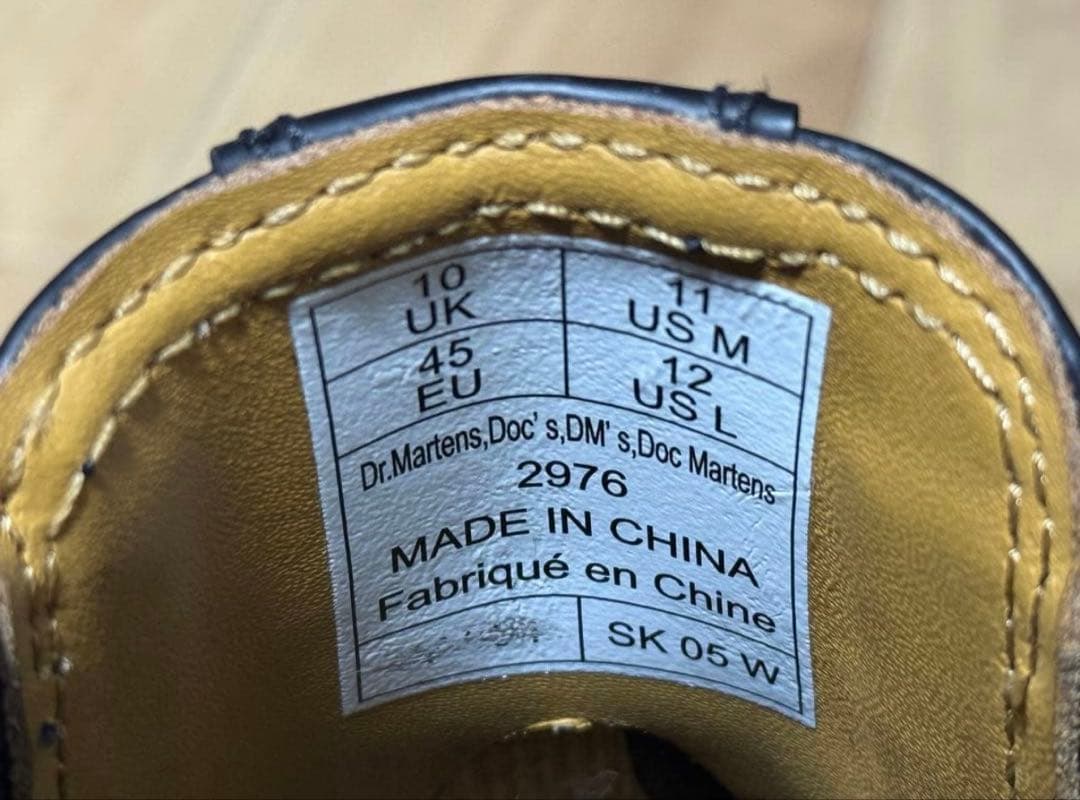 10
UK
11
US M
45
EU
12
US L
Dr.Martens,Doc' s,DM' s,Doc Martens
2976
MADE IN CHINA
Fabriqué en Chine
SK 05 W